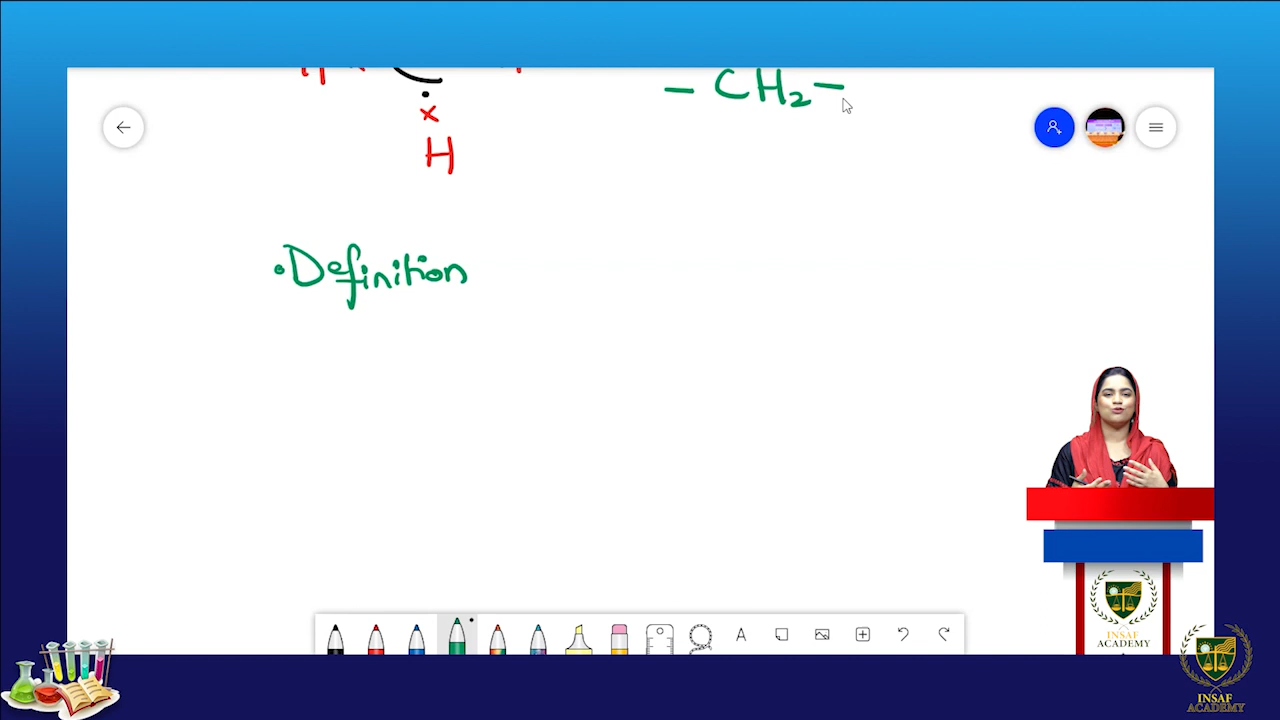 - CH2 -
x
H
•Definition
A
INSAF
ACADEMY
INSAF
ACADEMY